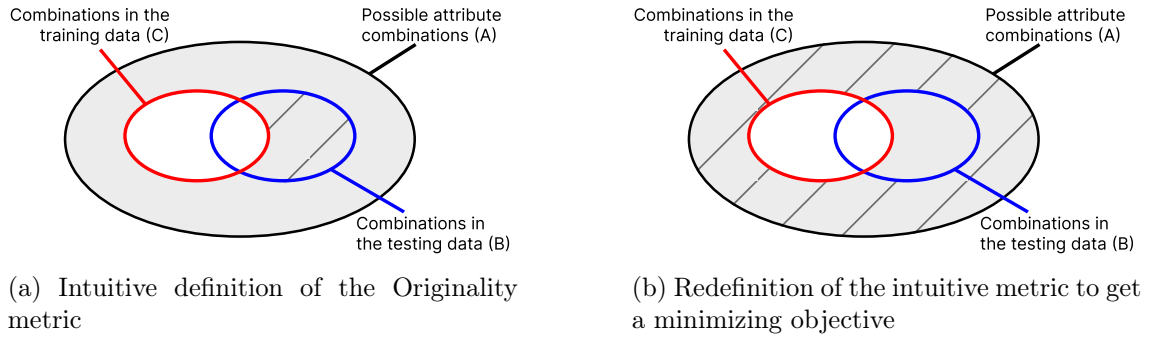 Combinations in the
training data (C)
Possible attribute
combinations (A)
Combinations in
the testing data (B)
(a) Intuitive definition of the Originality
metric
Combinations in the
training data (C)
Possible attribute
combinations (A)
Combinations in
the testing data (B)
(b) Redefinition of the intuitive metric to get
a minimizing objective